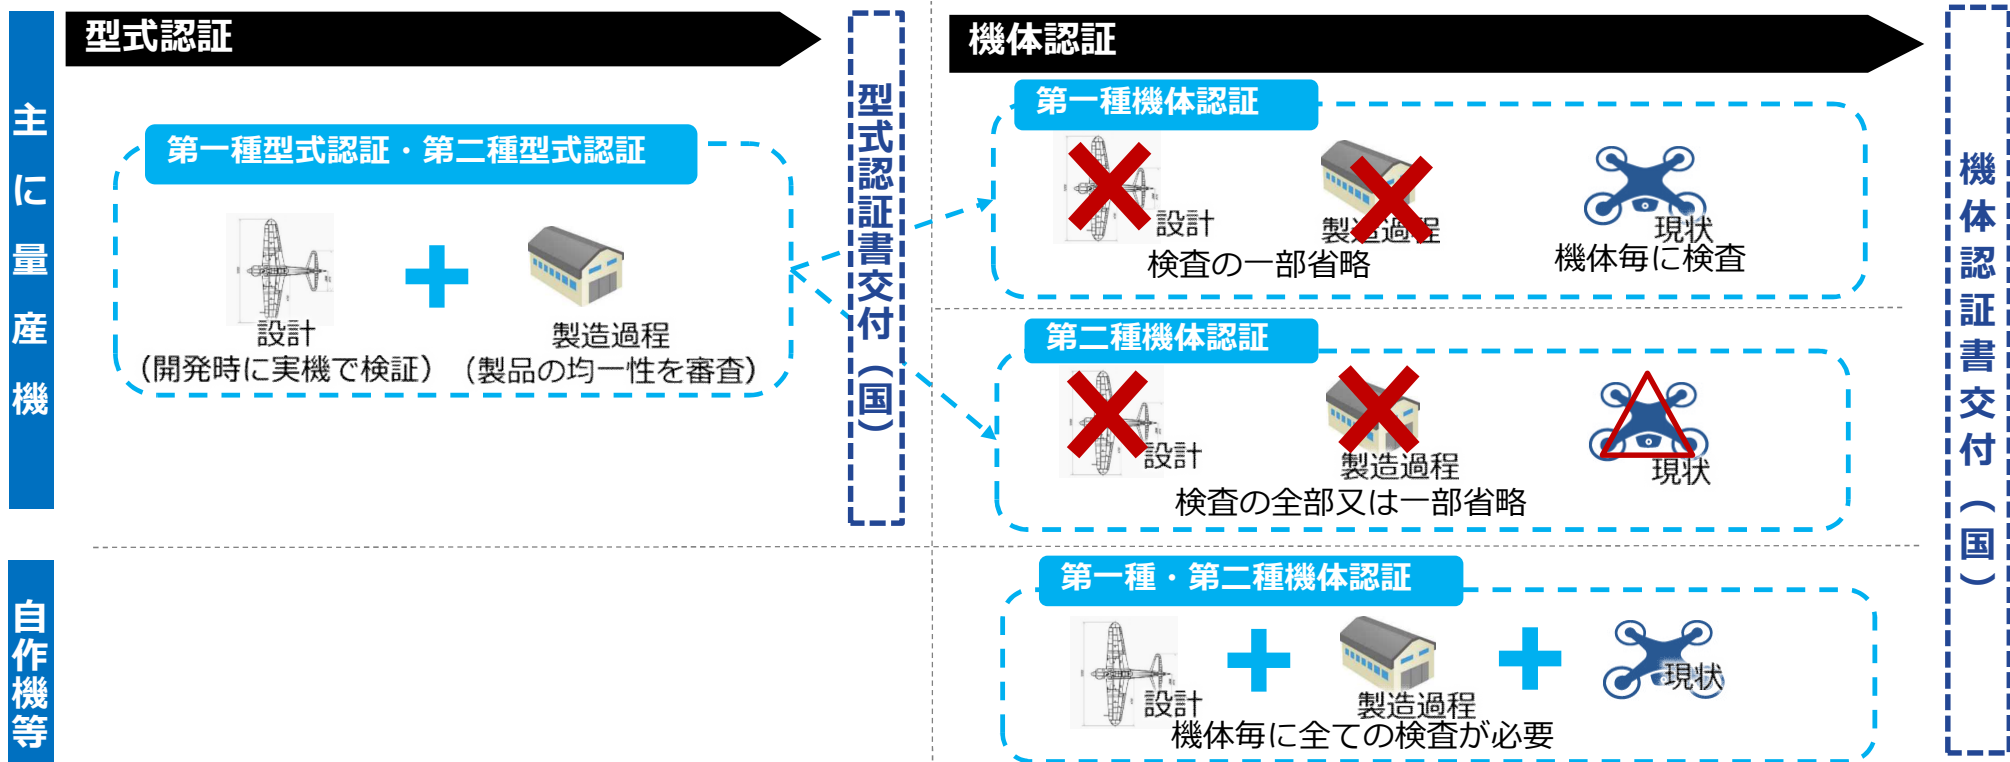 型式認証
機体認証
主に量産機
第一種型式認証・第二種型式認証
設計
(開発時に実機で検証)
製造過程
(製品の均一性を審査)
型式認証書交付(国)
第一種機体認証
設計
製造過程
検査の一部省略
現状
機体毎に検査
第二種機体認証
設計
製造過程
検査の全部又は一部省略
現状
自作機等
第一種・第二種機体認証
設計
製造過程
現状
機体毎に全ての検査が必要
機体認証書交付(国)